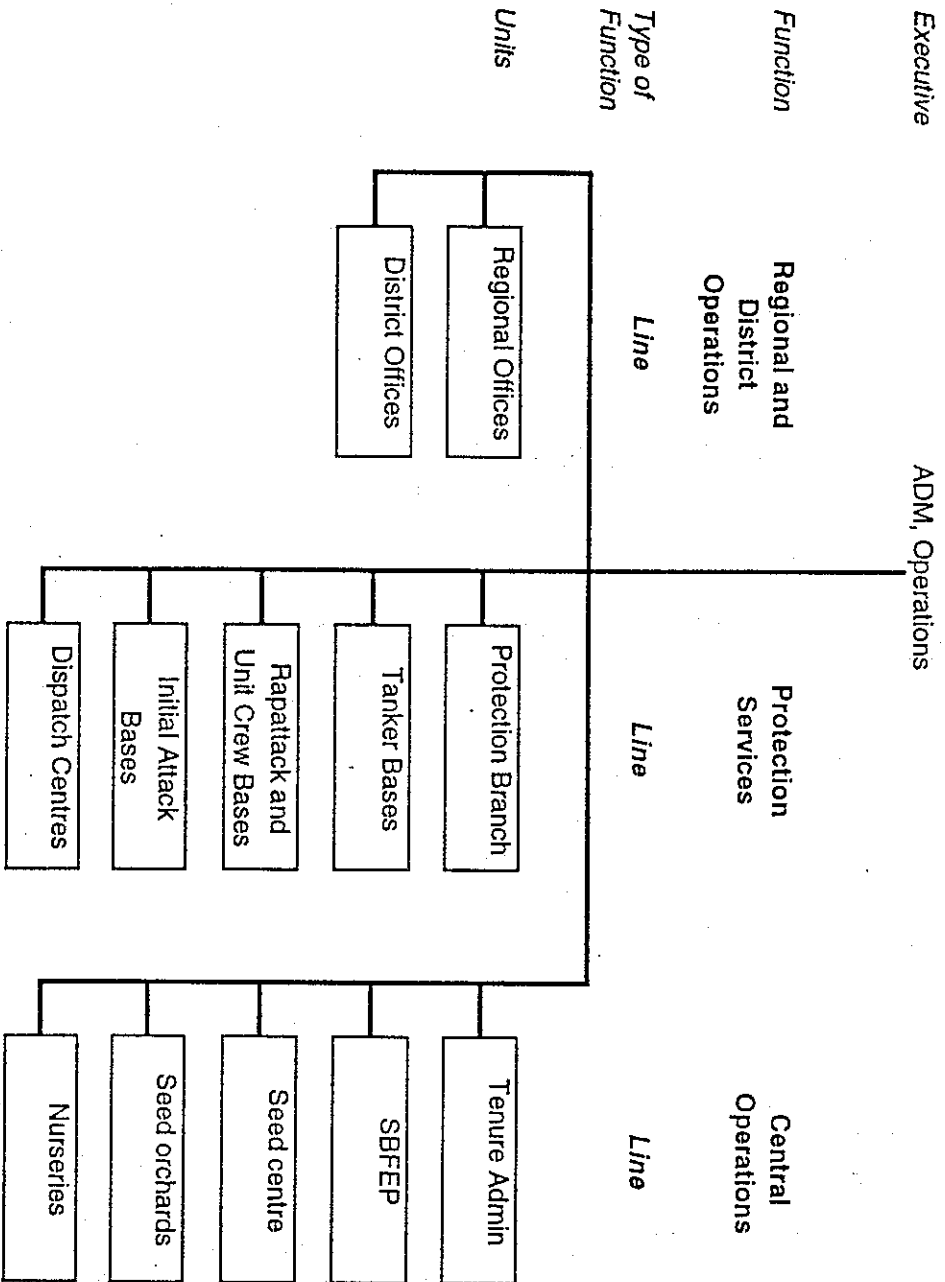 Executive
ADM, Operations
Function
Regional and
District
Operations
Protection
Services
Central
Operations
Type of
Function
Line
Line
Line
Units
Regional Offices
District Offices
Protection Branch
Tanker Bases
Rapattack and
Unit Crew Bases
Initial Attack
Bases
Dispatch Centres
Tenure Admin
SBFEP
Seed centre
Seed orchards
Nurseries